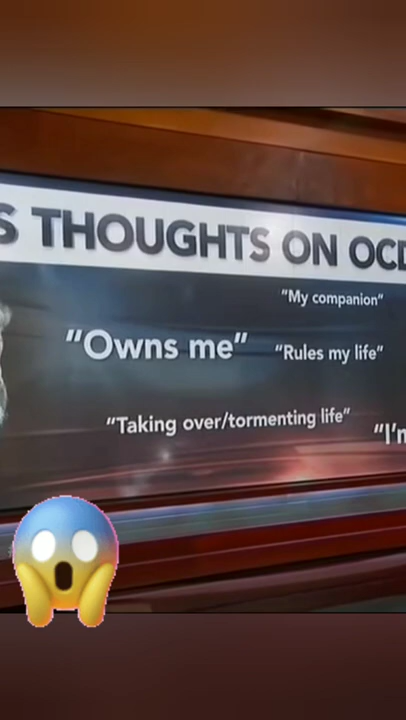 S THOUGHTS ON OCD
"My companion"
"Owns me"
"Rules my life"
"Taking over/tormenting life"
"I'm